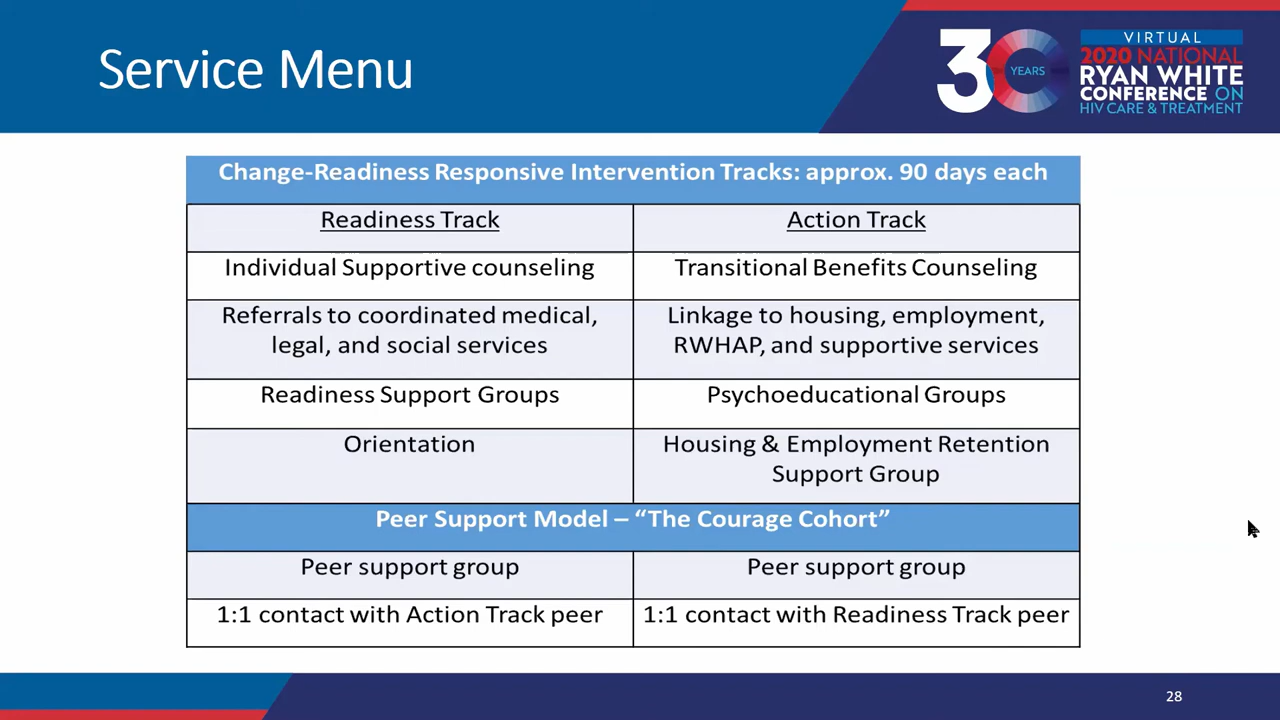 Service Menu
30
YEARS
VIRTUAL
2020 NATIONAL
RYAN WHITE
CONFERENCE ON
HIV CARE & TREATMENT
Change-Readiness Responsive Intervention Tracks: approx. 90 days each
Readiness Track
Action Track
Individual Supportive counseling
Transitional Benefits Counseling
Referrals to coordinated medical,
legal, and social services
Linkage to housing, employment,
RWHAP, and supportive services
Readiness Support Groups
Psychoeducational Groups
Orientation
Housing & Employment Retention
Support Group
Peer Support Model – “The Courage Cohort”
Peer support group
Peer support group
1:1 contact with Action Track peer
1:1 contact with Readiness Track peer
28